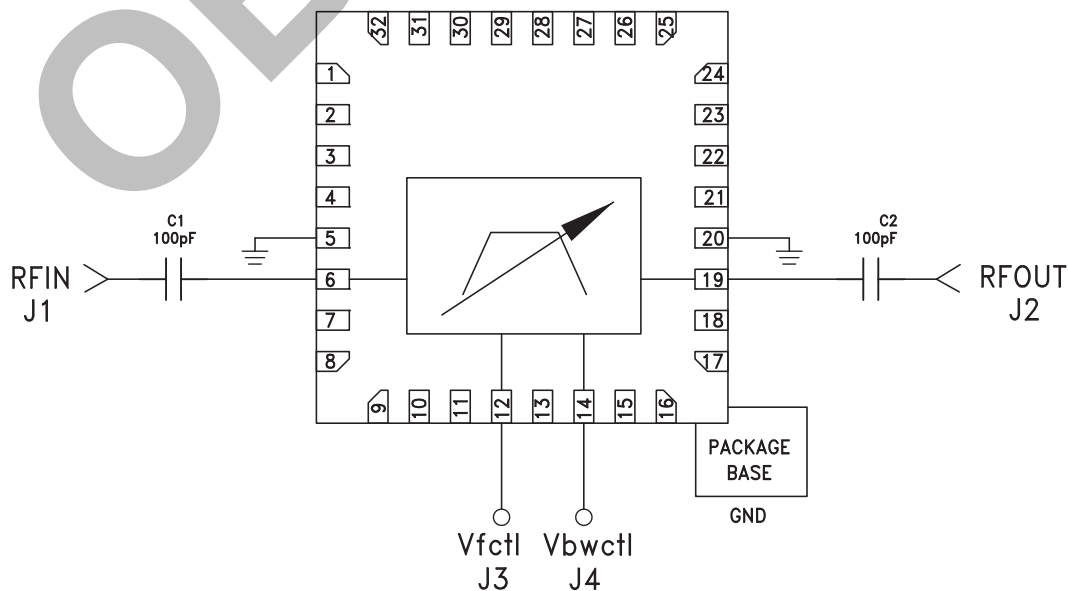 32 31 30 29 28 27 26 25
1
2
3
4
5
6
7
8
24
23
22
21
20
19
18
17
9 10 11 12 13 14 15 16
C1
100pF
RFIN
J1
C2
100pF
RFOUT
J2
PACKAGE
BASE
GND
Vfctl
J3
Vbwctl
J4